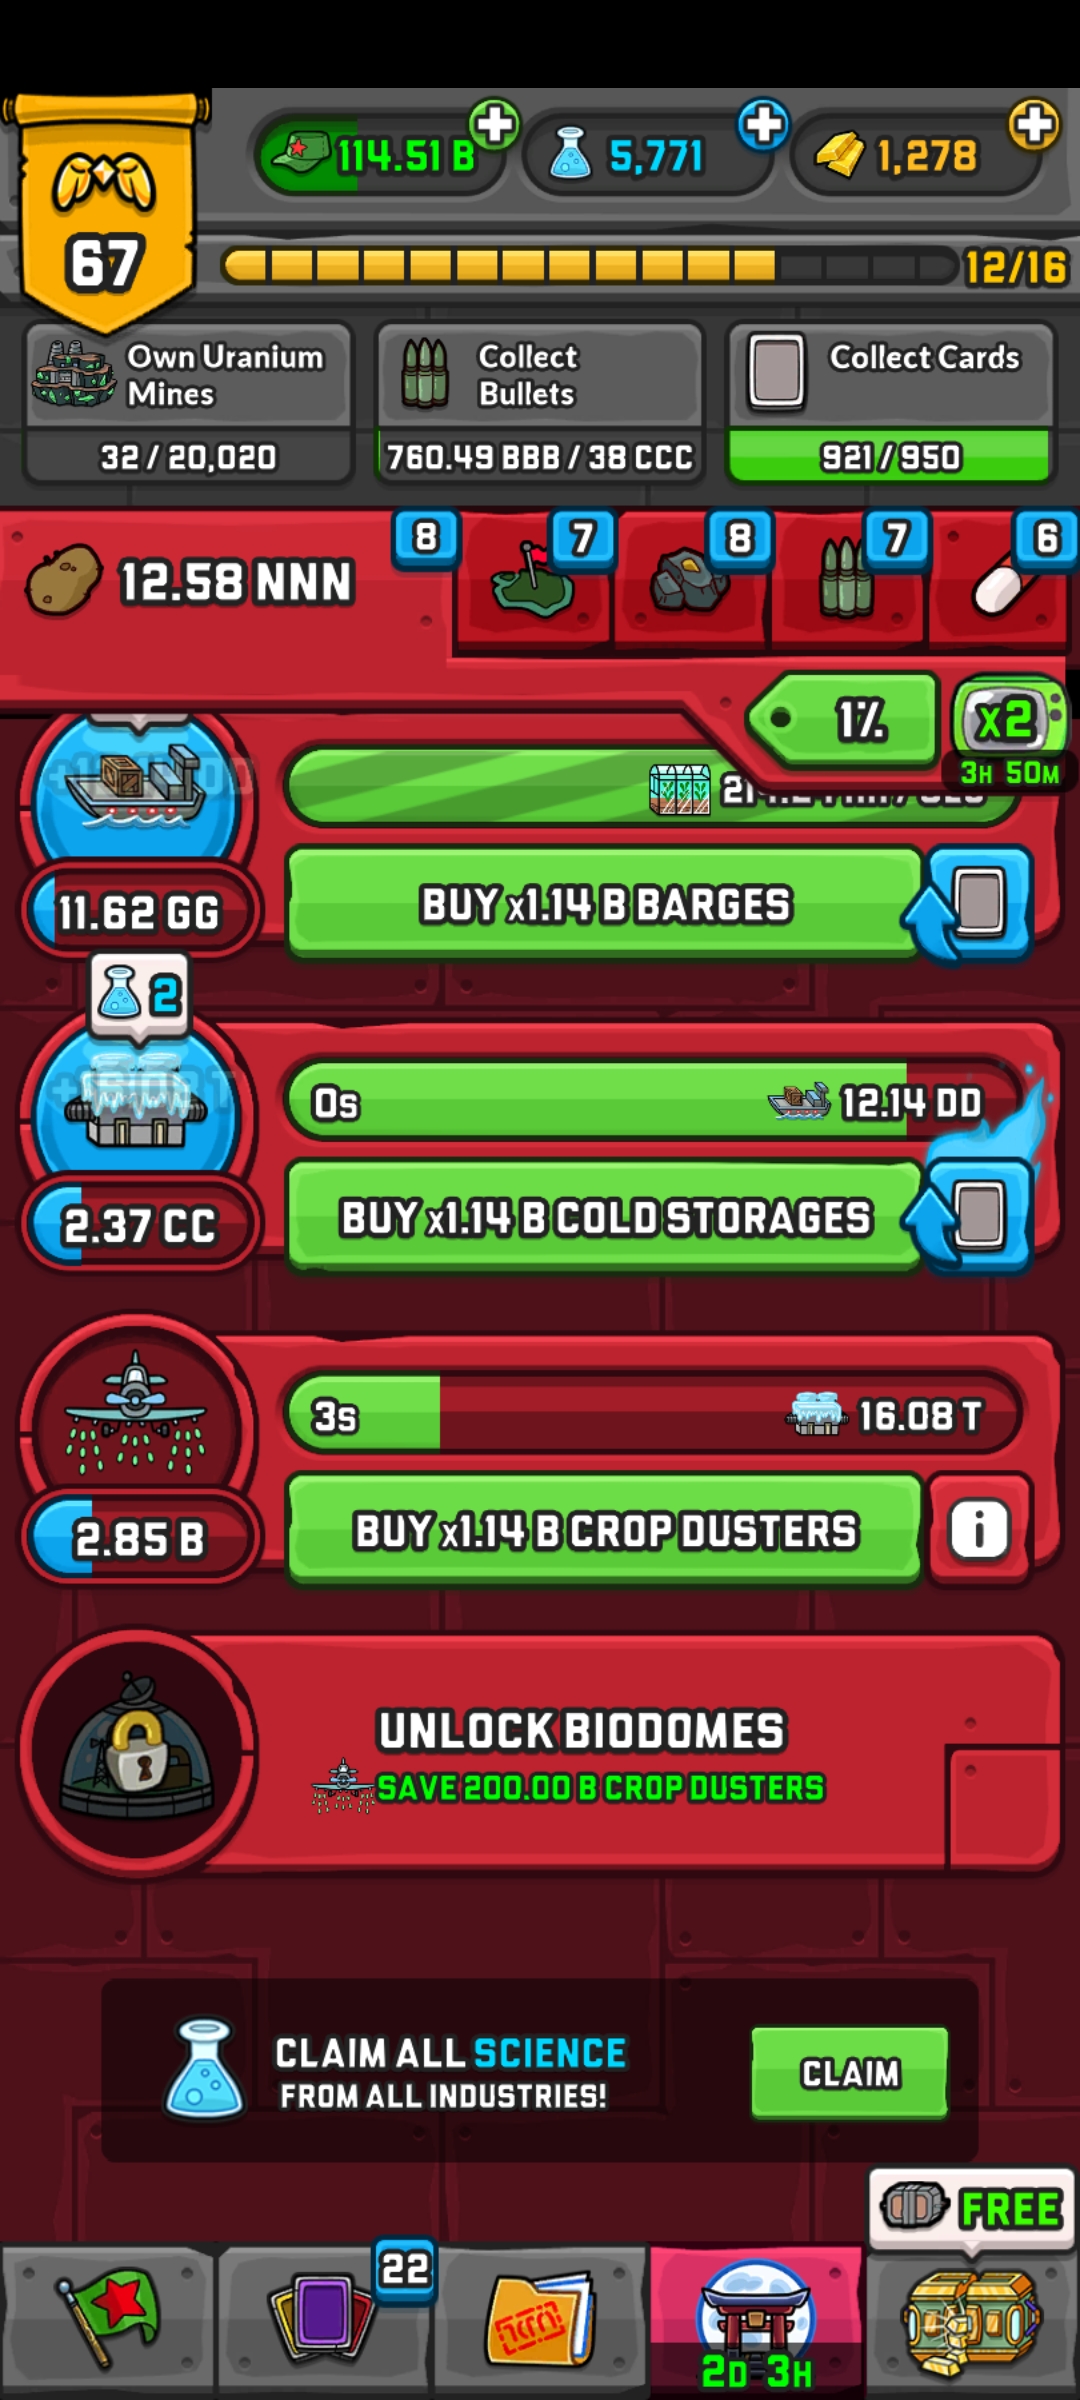 114.51 B
5,771
1,278
67
12/16
Own Uranium
Mines
32 / 20,020
Collect
Bullets
760.49 BBB / 38 CCC
Collect Cards
921 / 950
12.58 NNN
8
7
8
7
6
1%
x2
3H 50M
11.62 GG
BUY x1.14 B BARGES
2
0s
12.14 DD
2.37 CC
BUY x1.14 B COLD STORAGES
3s
16.08 T
2.85 B
BUY x1.14 B CROP DUSTERS
i
UNLOCK BIODOMES
SAVE 200.00 B CROP DUSTERS
CLAIM ALL SCIENCE
FROM ALL INDUSTRIES!
CLAIM
FREE
22
2D 3H